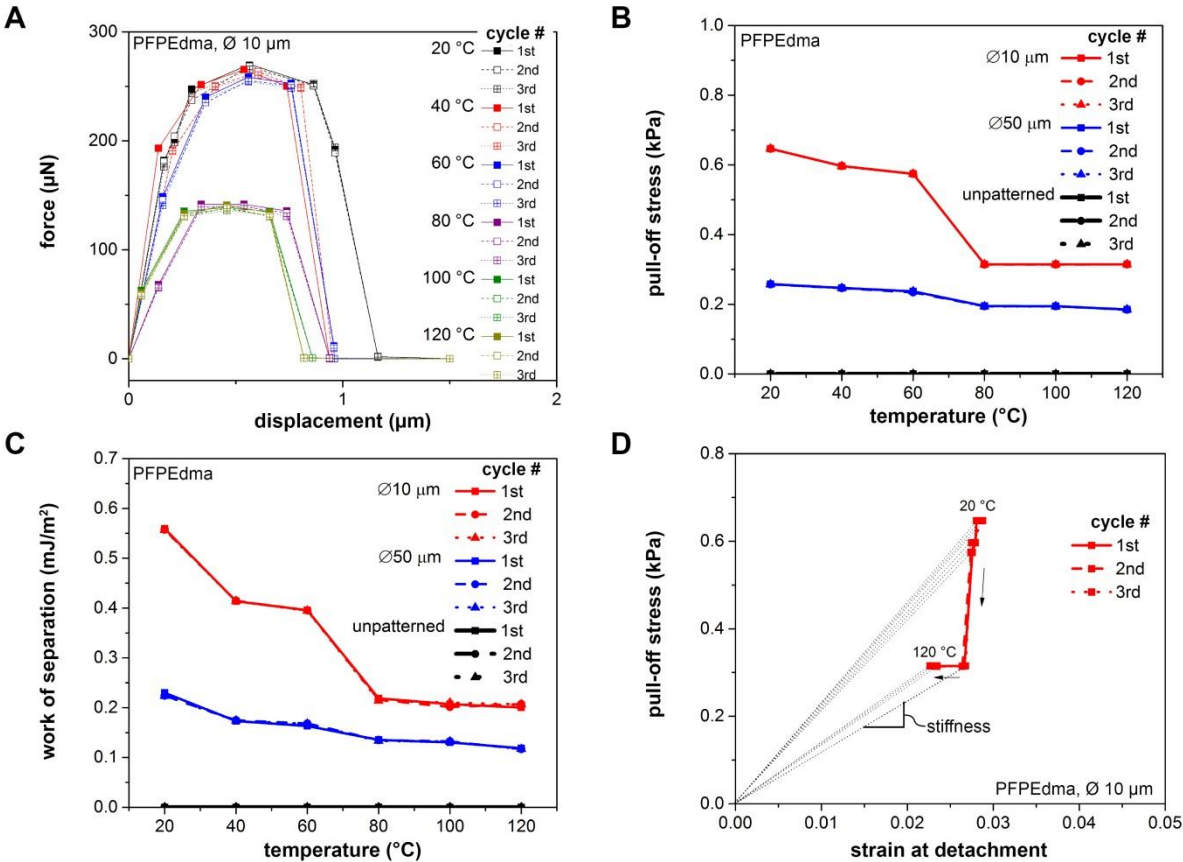 A
PFPEdma, Ø 10 µm
cycle #
20 °C
1st
2nd
3rd
40 °C
1st
2nd
3rd
60 °C
1st
2nd
3rd
80 °C
1st
2nd
3rd
100 °C
1st
2nd
3rd
120 °C
1st
2nd
3rd
300
200
100
0
0
1
2
force (µN)
displacement (µm)
B
PFPEdma
cycle #
Ø10 µm
1st
2nd
3rd
Ø50 µm
1st
2nd
3rd
unpatterned
1st
2nd
3rd
1.0
0.8
0.6
0.4
0.2
0.0
20 40 60 80 100 120
pull-off stress (kPa)
temperature (°C)
C
PFPEdma
cycle #
Ø10 µm
1st
2nd
3rd
Ø50 µm
1st
2nd
3rd
unpatterned
1st
2nd
3rd
0.7
0.6
0.5
0.4
0.3
0.2
0.1
0.0
20 40 60 80 100 120
work of separation (mJ/m²)
temperature (°C)
D
20 °C
cycle #
1st
2nd
3rd
120 °C
stiffness
PFPEdma, Ø 10 µm
0.8
0.6
0.4
0.2
0.0
0.00 0.01 0.02 0.03 0.04 0.05
pull-off stress (kPa)
strain at detachment